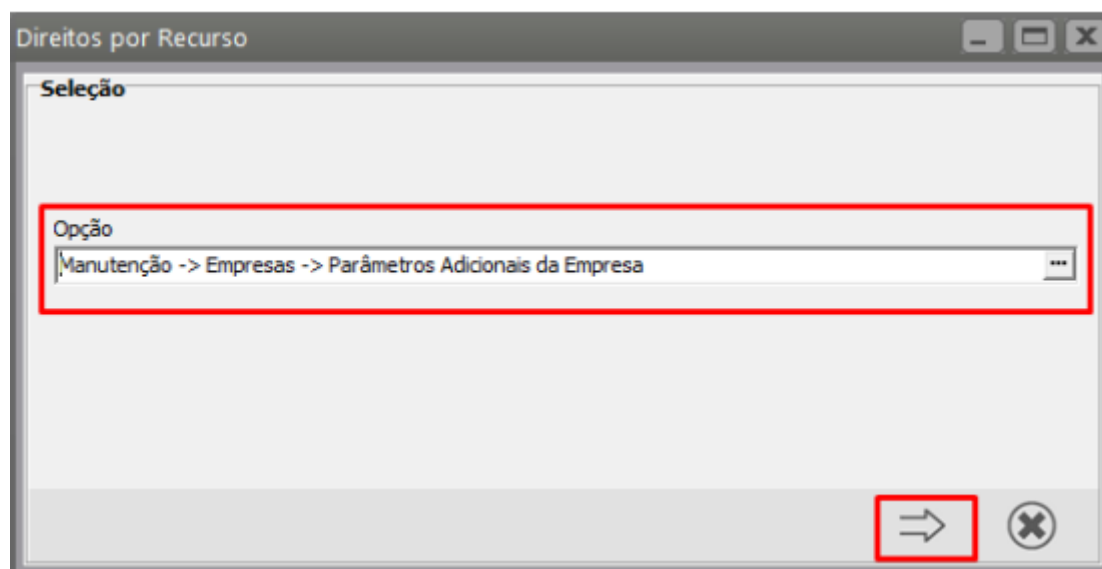 Direitos por Recurso
Seleção
Opção
Manutenção -> Empresas -> Parâmetros Adicionais da Empresa
...